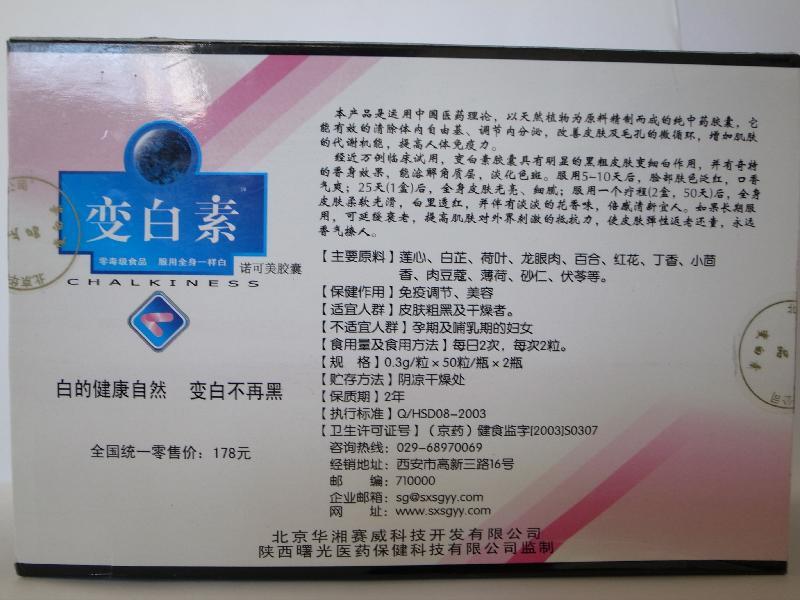 变白素
TM
零毒级食品 服用全身一样白
诺可美胶囊
CHALKINESS
白的健康自然 变白不再黑
全国统一零售价：178元
本产品是运用中国医药理论，以天然植物为原料精制而成的纯中药胶囊，它
能有效的清除体内自由基、调节内分泌，改善皮肤及毛孔的微循环，增加肌肤
的代谢机能，提高人体免疫力。
经近万例临床试用，变白素胶囊具有明显的黑粗皮肤变细白作用，并有奇特
的香身效果，能溶解角质层，淡化色斑。服用5-10天后，脸部肤色泛红，口香
气爽；25天(1盒)后，全身皮肤光亮、细腻；服用一个疗程(2盒，50天)后，全身
皮肤柔软光滑，白里透红，并伴有淡淡的花香味，倍感清新宜人。如果长期服
用，可延缓衰老，提高肌肤对外界刺激的抵抗力，使皮肤弹性返老还童，永远
香气撩人。
【主要原料】莲心、白芷、荷叶、龙眼肉、百合、红花、丁香、小茴
香、肉豆蔻、薄荷、砂仁、伏苓等。
【保健作用】免疫调节、美容
【适宜人群】皮肤粗黑及干燥者。
【不适宜人群】孕期及哺乳期的妇女
【食用量及食用方法】每日2次，每次2粒。
【规 格】0.3g/粒×50粒/瓶×2瓶
【贮存方法】阴凉干燥处
【保质期】2年
【执行标准】Q/HSD08-2003
【卫生许可证号】（京药）健食监字[2003]S0307
咨询热线：029-68970069
经销地址：西安市高新三路16号
邮 编：710000
企业邮箱：sg@sxsgyy.com
网 址：www.sxsgyy.com
北京华湘赛威科技开发有限公司
陕西曙光医药保健科技有限公司监制